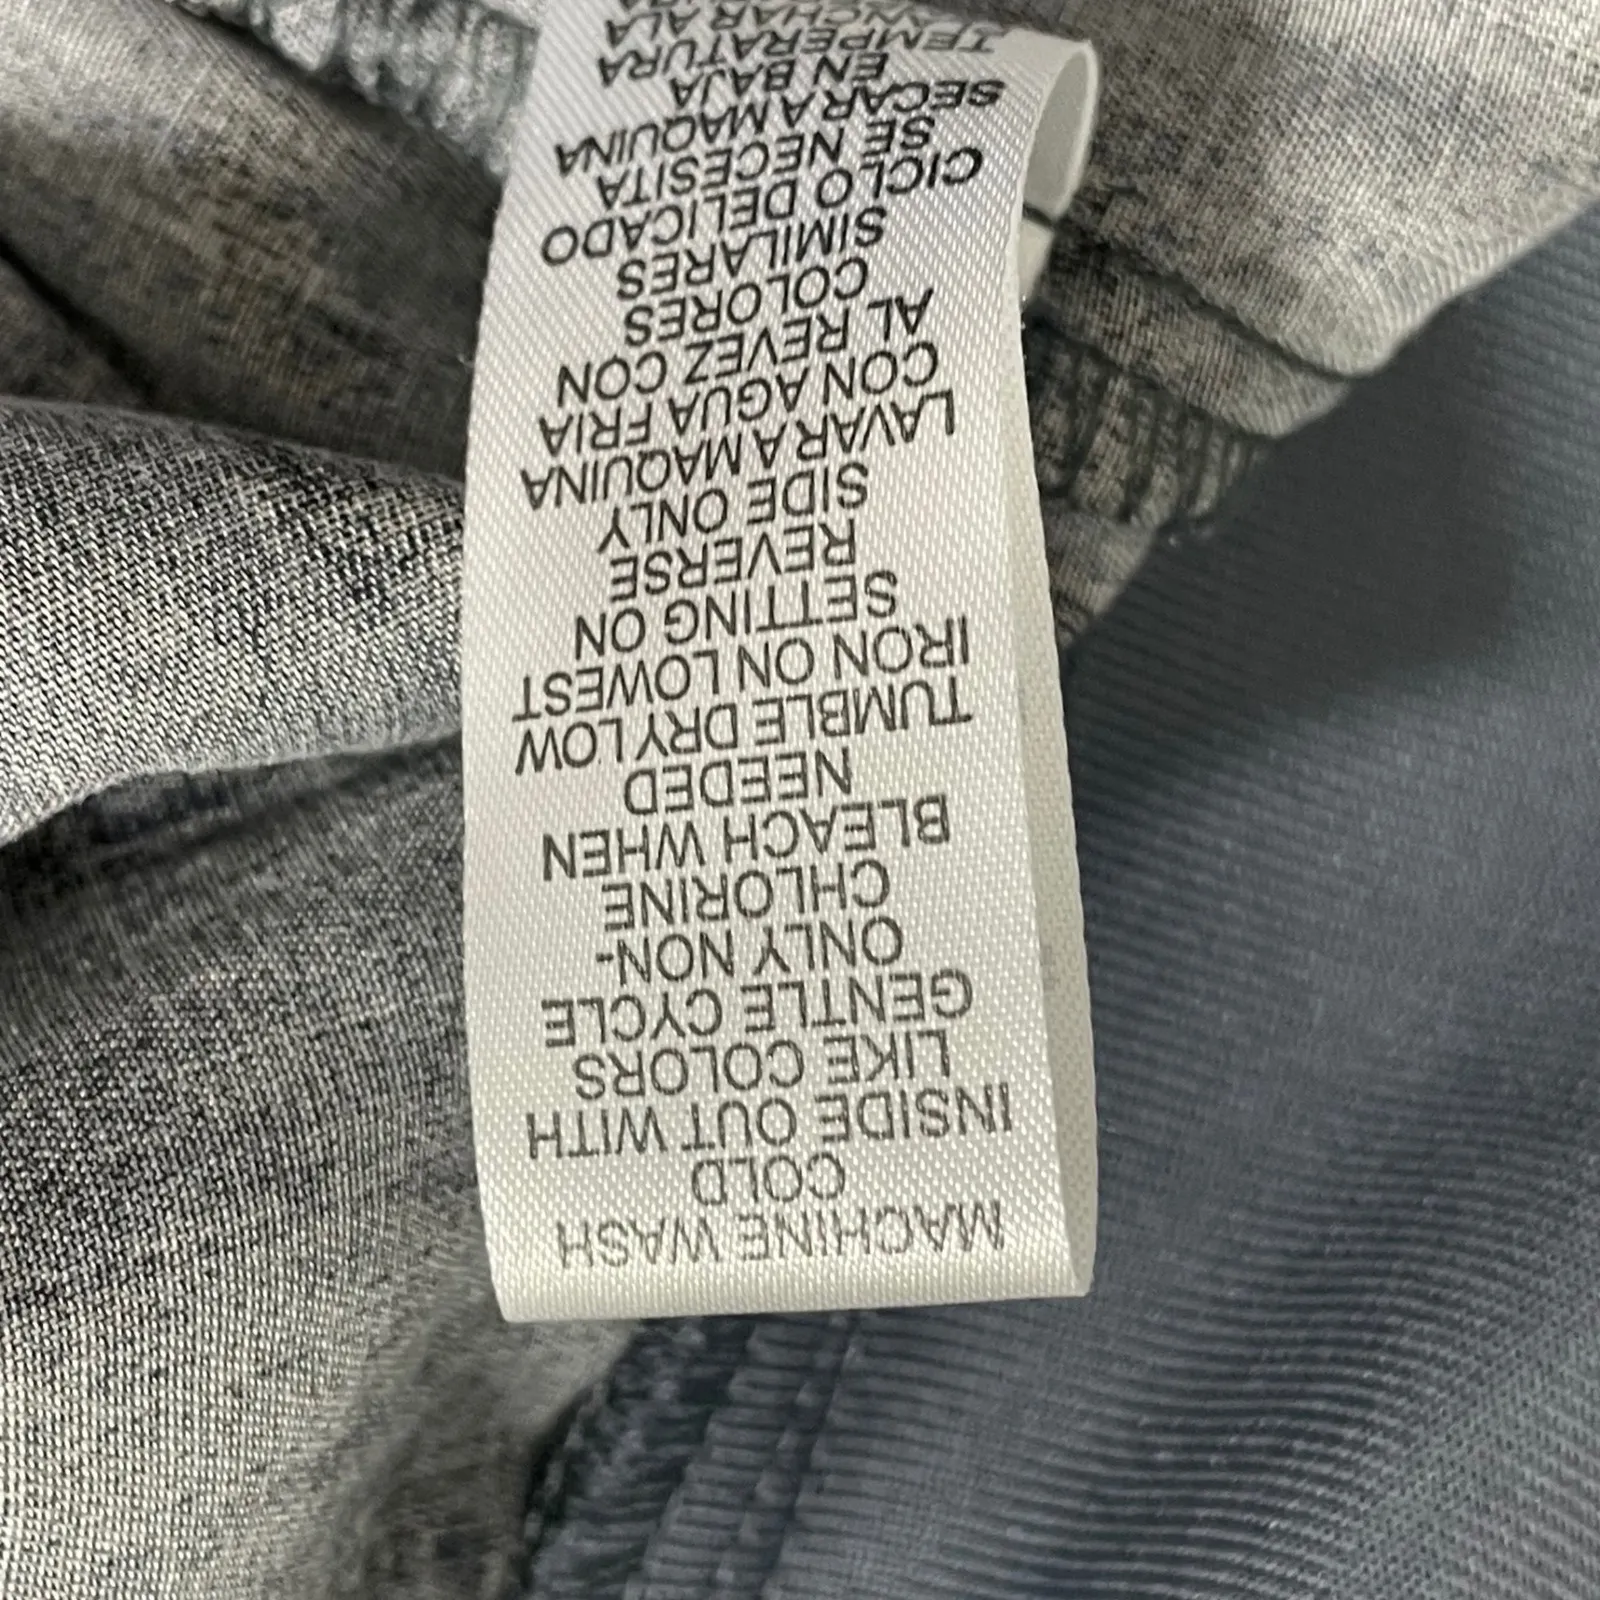 MACHINE WASH
COLD
INSIDE OUT WITH
LIKE COLORS
GENTLE CYCLE
ONLY NON-
CHLORINE
BLEACH WHEN
NEEDED
TUMBLE DRY LOW
IRON ON LOWEST
SETTING ON
REVERSE
SIDE ONLY
LAVAR A MAQUINA
CON AGUA FRIA
AL REVEZ CON
COLORES
SIMILARES
CICLO DELICADO
SE NECESITA
SECAR A MAQUINA
EN BAJA
TEMPERATURA
PLANCHAR A LA